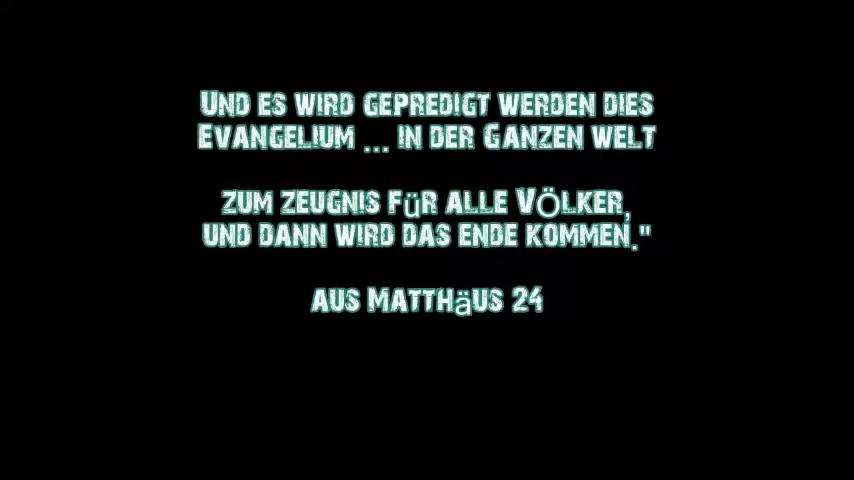 Und es wird gepredigt werden dies
Evangelium ... in der Ganzen welt
zum zeugnis für alle VÖlker,
und dann wird das ende kommen."
aus Matthäus 24